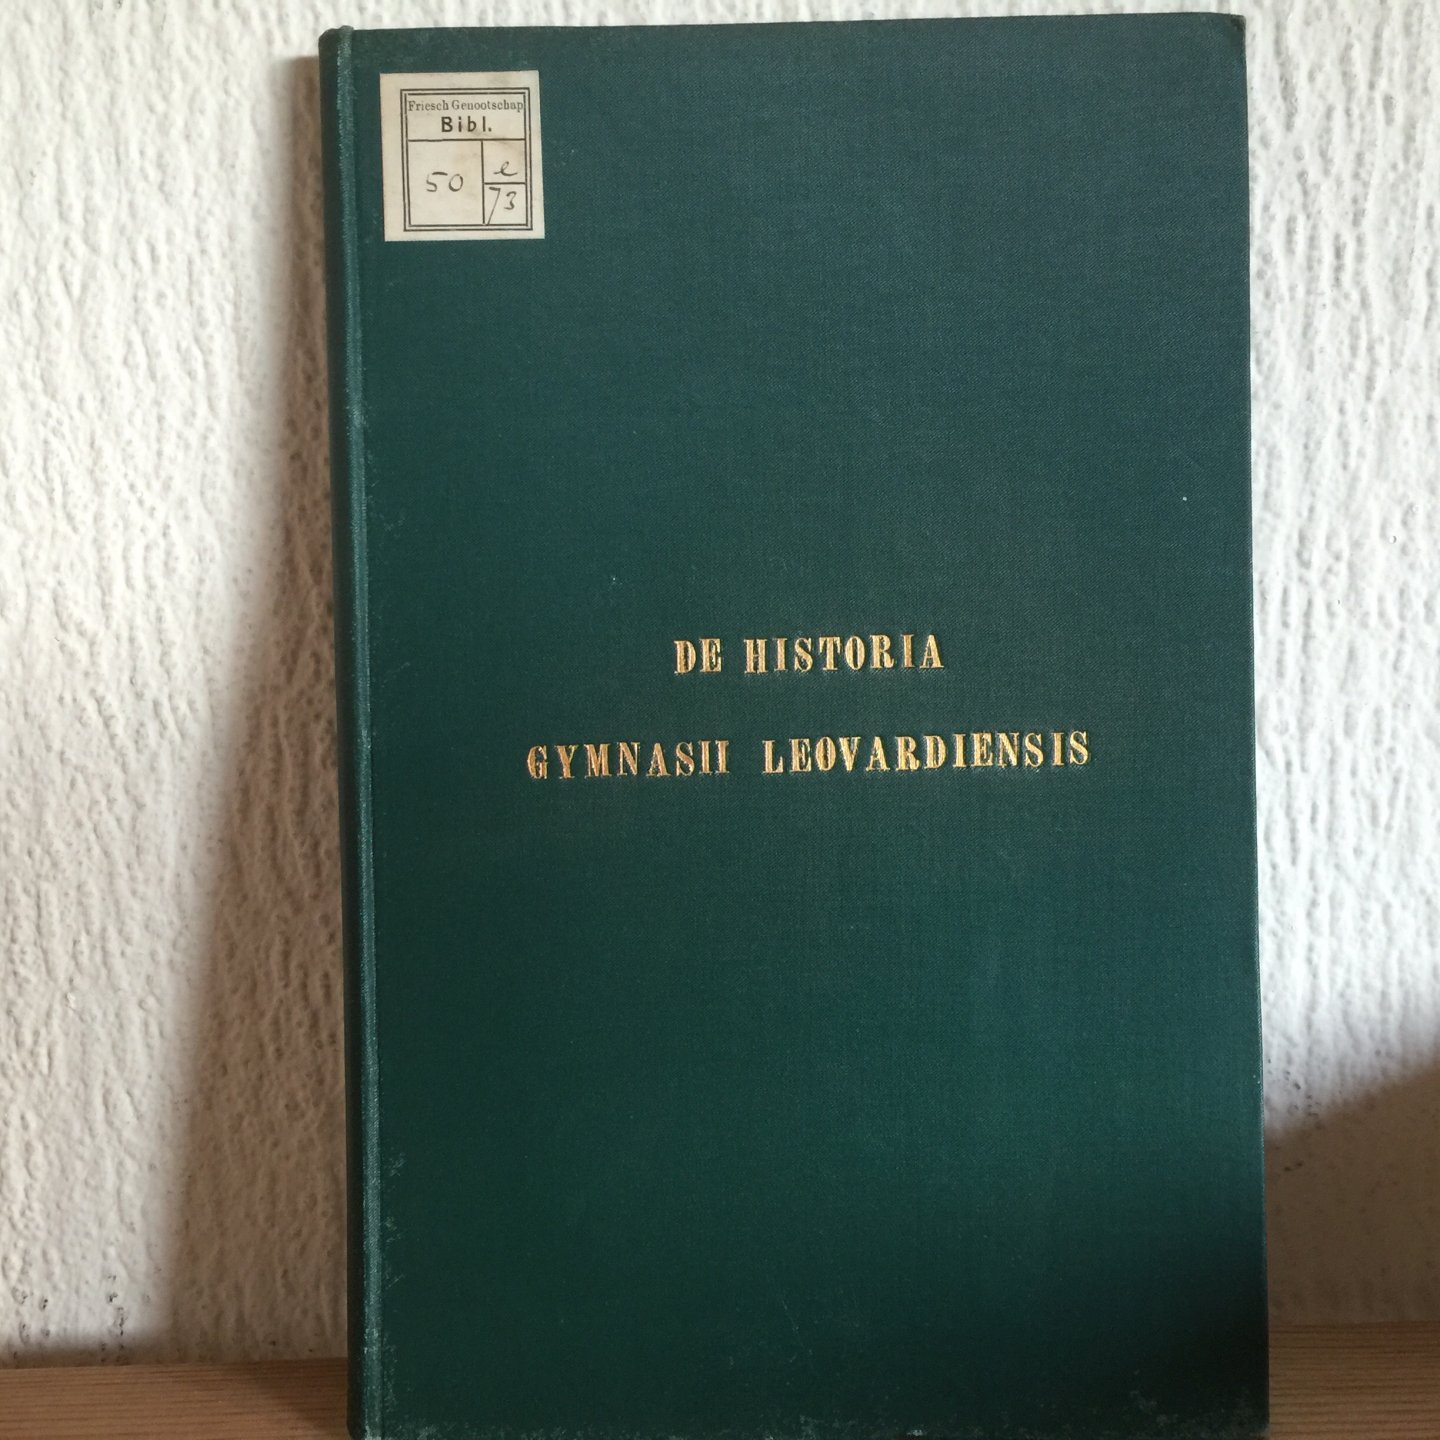 Friesch Genootschap
Bibl.
50
e
73
DE HISTORIA
GYMNASII LEOVARDIENSIS